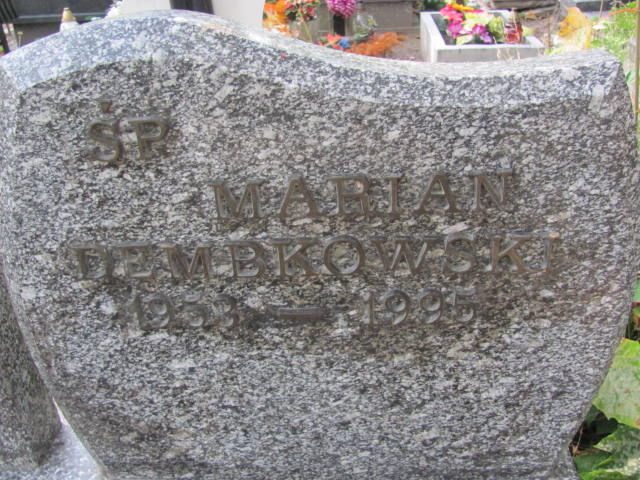 ŚP
MARIAN
DEMBKOWSKI
1953 — 1995